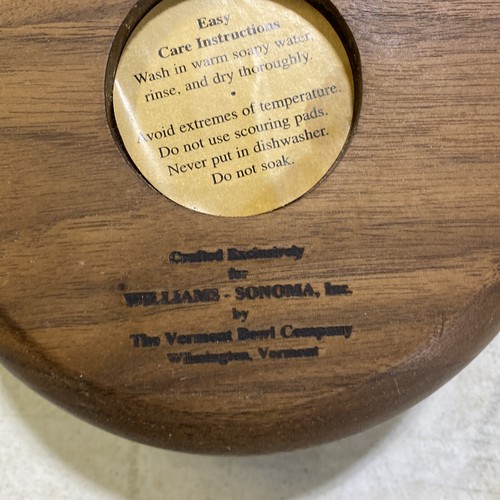 Easy
Care Instructions
Wash in warm soapy water,
rinse, and dry thoroughly.
•
Avoid extremes of temperature.
Do not use scouring pads.
Never put in dishwasher.
Do not soak.
Crafted Exclusively
for
WILLIAMS - SONOMA, Inc.
by
The Vermont Bowl Company
Wilmington, Vermont